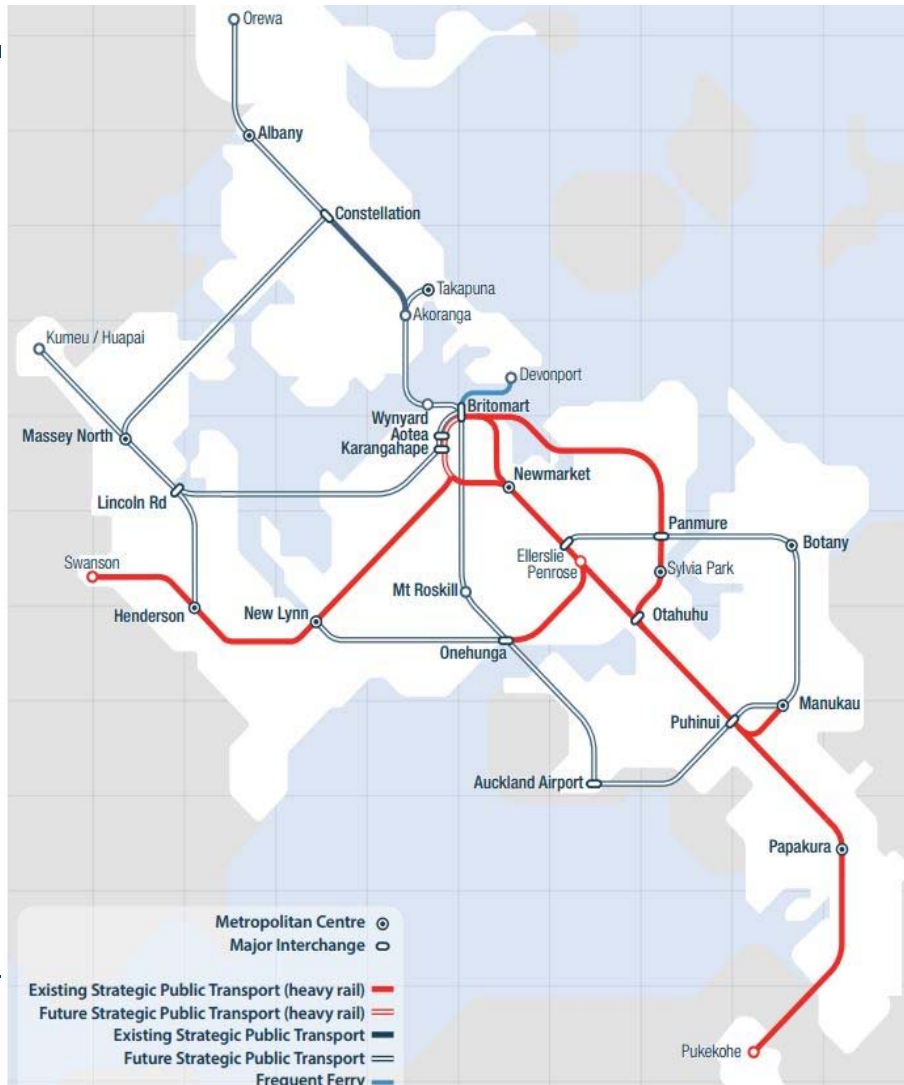 Orewa
Albany
Constellation
Takapuna
Akoranga
Kumeu / Huapai
Devonport
Wynyard
Britomart
Aotea
Massey North
Karangahape
Newmarket
Lincoln Rd
Panmure
Ellerslie
Botany
Swanson
Penrose
Sylvia Park
Mt Roskill
Henderson
New Lynn
Otahuhu
Onehunga
Manukau
Puhinui
Auckland Airport
Papakura
Metropolitan Centre
Major Interchange
Existing Strategic Public Transport (heavy rail)
Future Strategic Public Transport (heavy rail)
Existing Strategic Public Transport
Future Strategic Public Transport
Pukekohe
Frequent Ferry